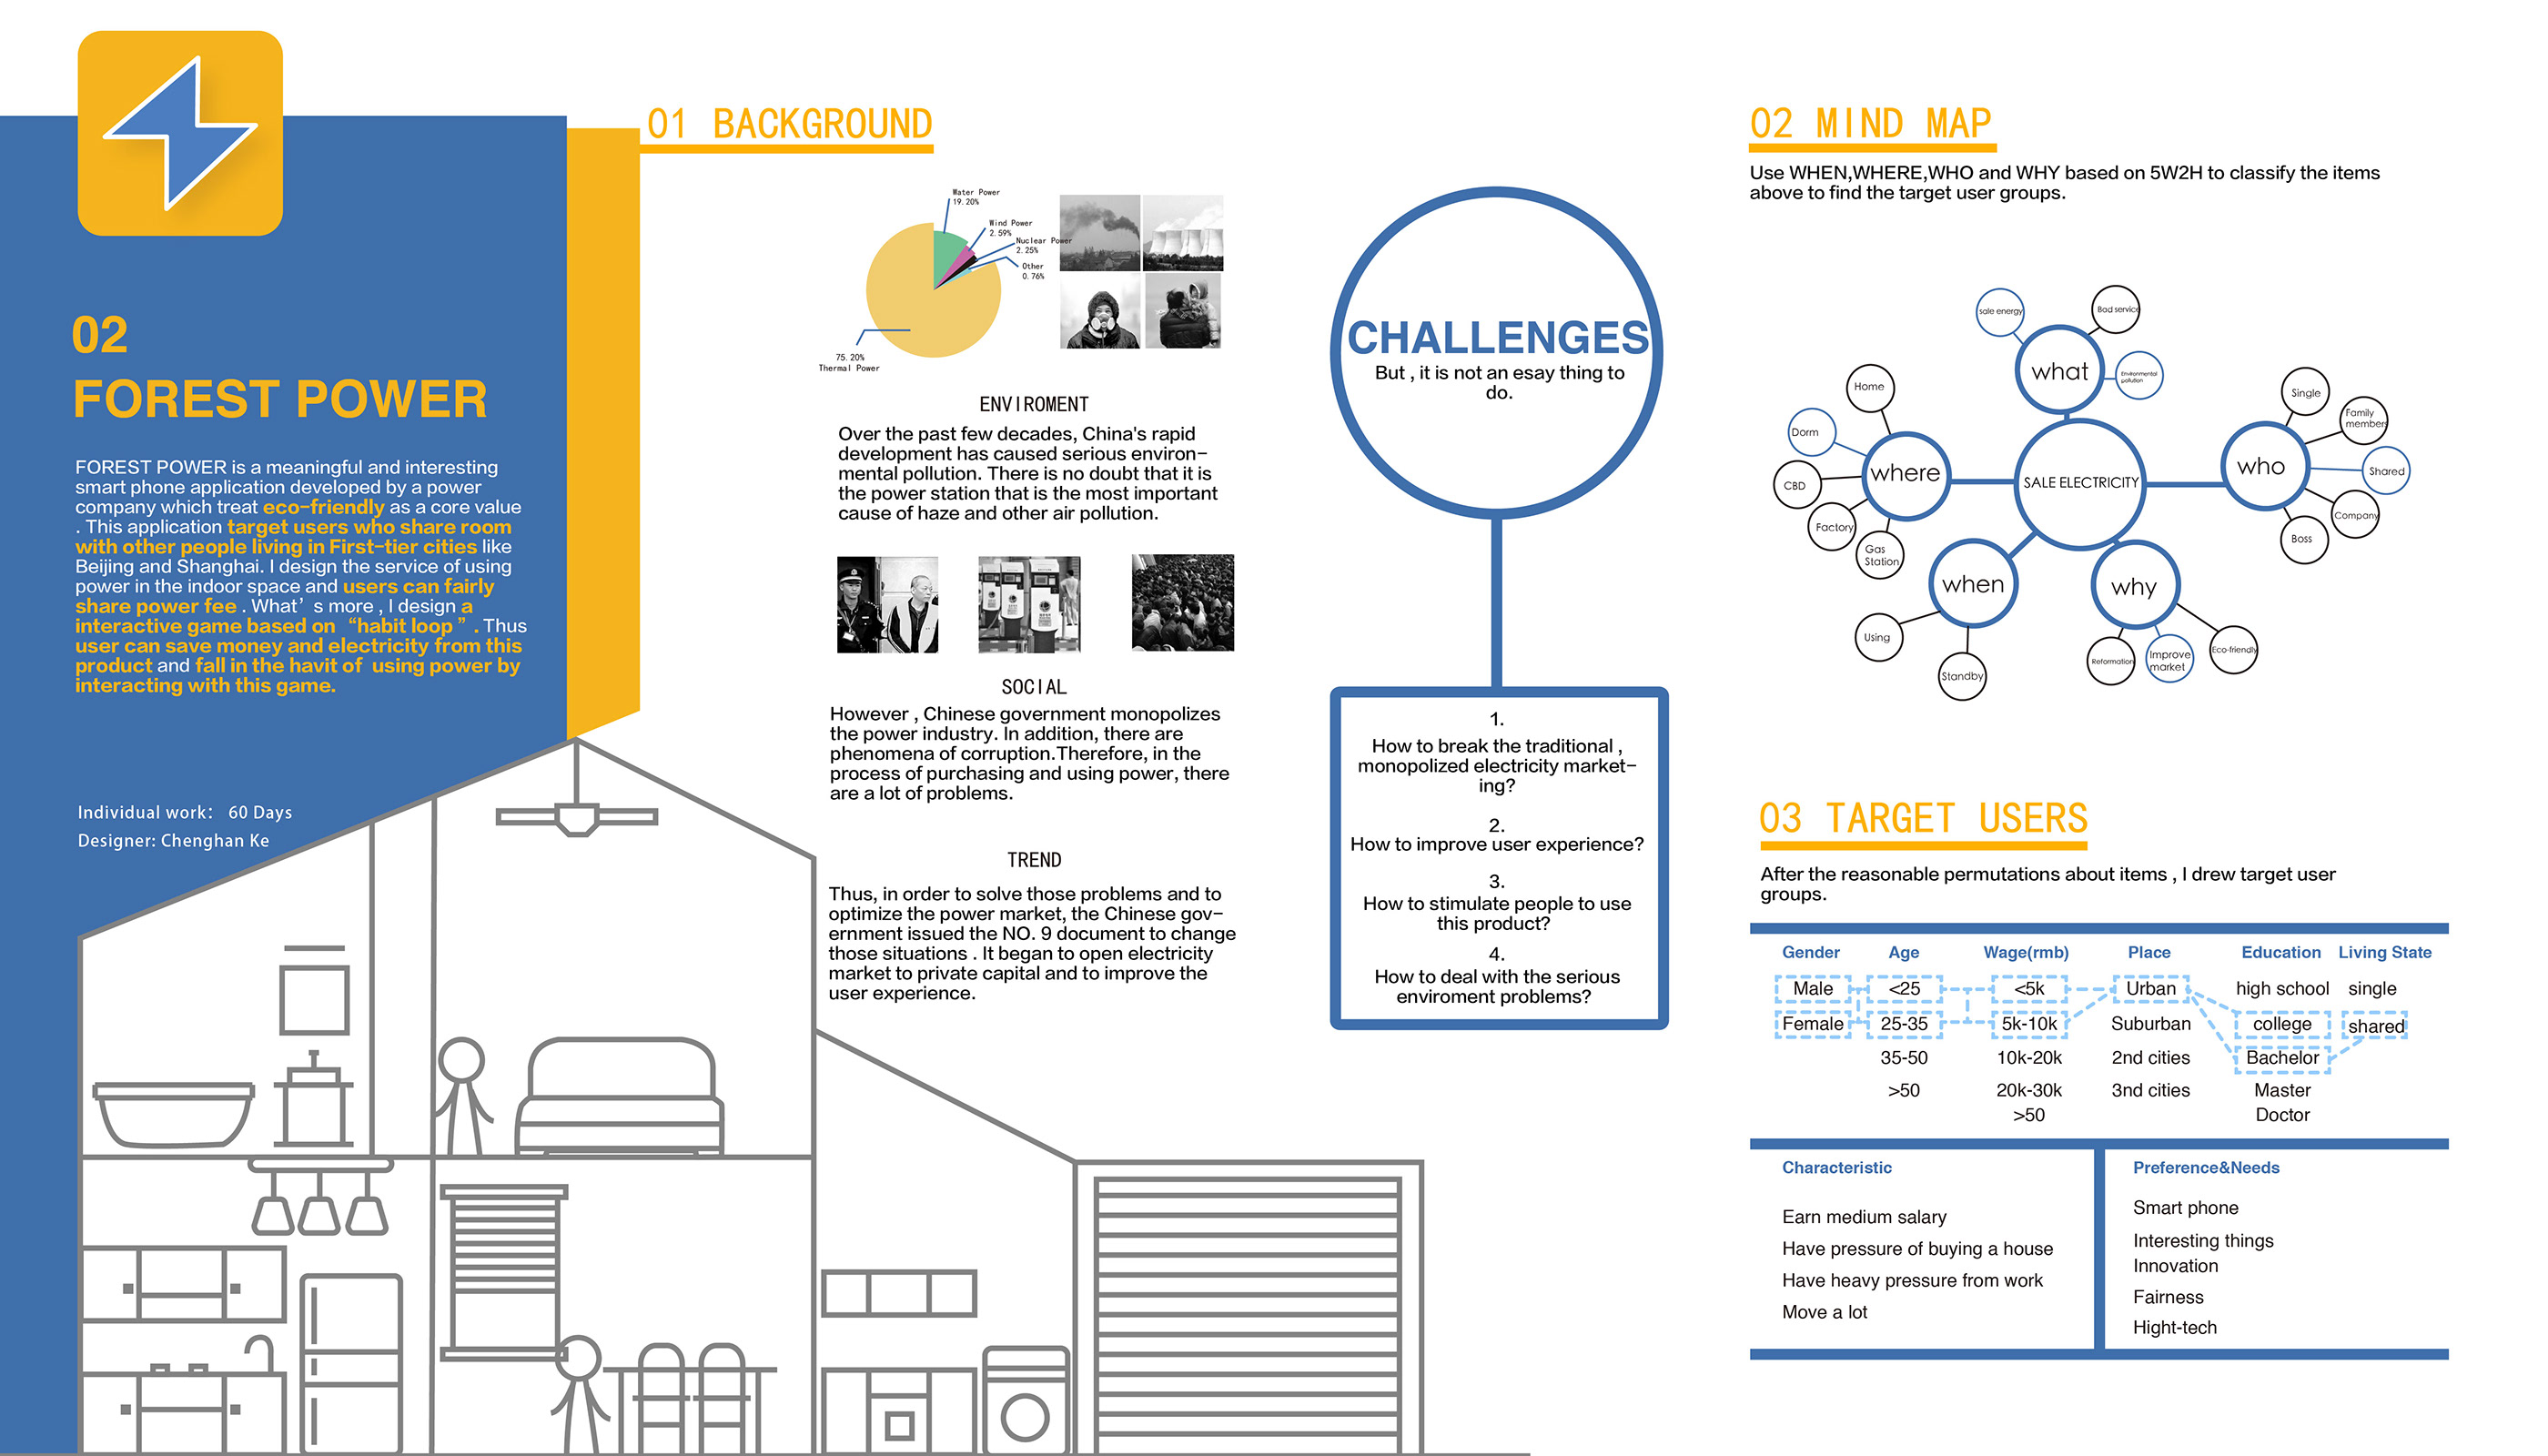 02
FOREST POWER
FOREST POWER is a meaningful and interesting
smart phone application developed by a power
company which treat eco-friendly as a core value
. This application target users who share room
with other people living in First-tier cities like
Beijing and Shanghai. I design the service of using
power in the indoor space and users can fairly
share power fee . What’ s more , I design a
interactive game based on “habit loop ” . Thus
user can save money and electricity from this
product and fall in the havit of using power by
interacting with this game.
Individual work: 60 Days
Designer: Chenghan Ke
01 BACKGROUND
Water Power
19.20%
Wind Power
2.59%
Nuclear Power
2.25%
Other
0.76%
75.20%
Thermal Power
ENVIROMENT
Over the past few decades, China's rapid
development has caused serious environ-
mental pollution. There is no doubt that it is
the power station that is the most important
cause of haze and other air pollution.
SOCIAL
However , Chinese government monopolizes
the power industry. In addition, there are
phenomena of corruption.Therefore, in the
process of purchasing and using power, there
are a lot of problems.
TREND
Thus, in order to solve those problems and to
optimize the power market, the Chinese gov-
ernment issued the NO. 9 document to change
those situations . It began to open electricity
market to private capital and to improve the
user experience.
CHALLENGES
But , it is not an esay thing to
do.
1.
How to break the traditional ,
monopolized electricity market-
ing?
2.
How to improve user experience?
3.
How to stimulate people to use
this product?
4.
How to deal with the serious
enviroment problems?
02 MIND MAP
Use WHEN,WHERE,WHO and WHY based on 5W2H to classify the items
above to find the target user groups.
sale energy
Bad service
what
Environmental
pollution
Home
Dorm
CBD
Factory
Gas
Station
where
SALE ELECTRICITY
who
Single
Family
member
Shared
Company
Boss
when
Using
Standby
why
Reformation
Improve
market
Eco-friendly
03 TARGET USERS
After the reasonable permutations about items , I drew target user
groups.
Gender Age Wage(rmb) Place Education Living State
Male <25 <5k Urban high school single
Female 25-35 5k-10k Suburban college shared
35-50 10k-20k 2nd cities Bachelor
>50 20k-30k 3nd cities Master
>50 Doctor
Characteristic
Earn medium salary
Have pressure of buying a house
Have heavy pressure from work
Move a lot
Preference&Needs
Smart phone
Interesting things
Innovation
Fairness
Hight-tech